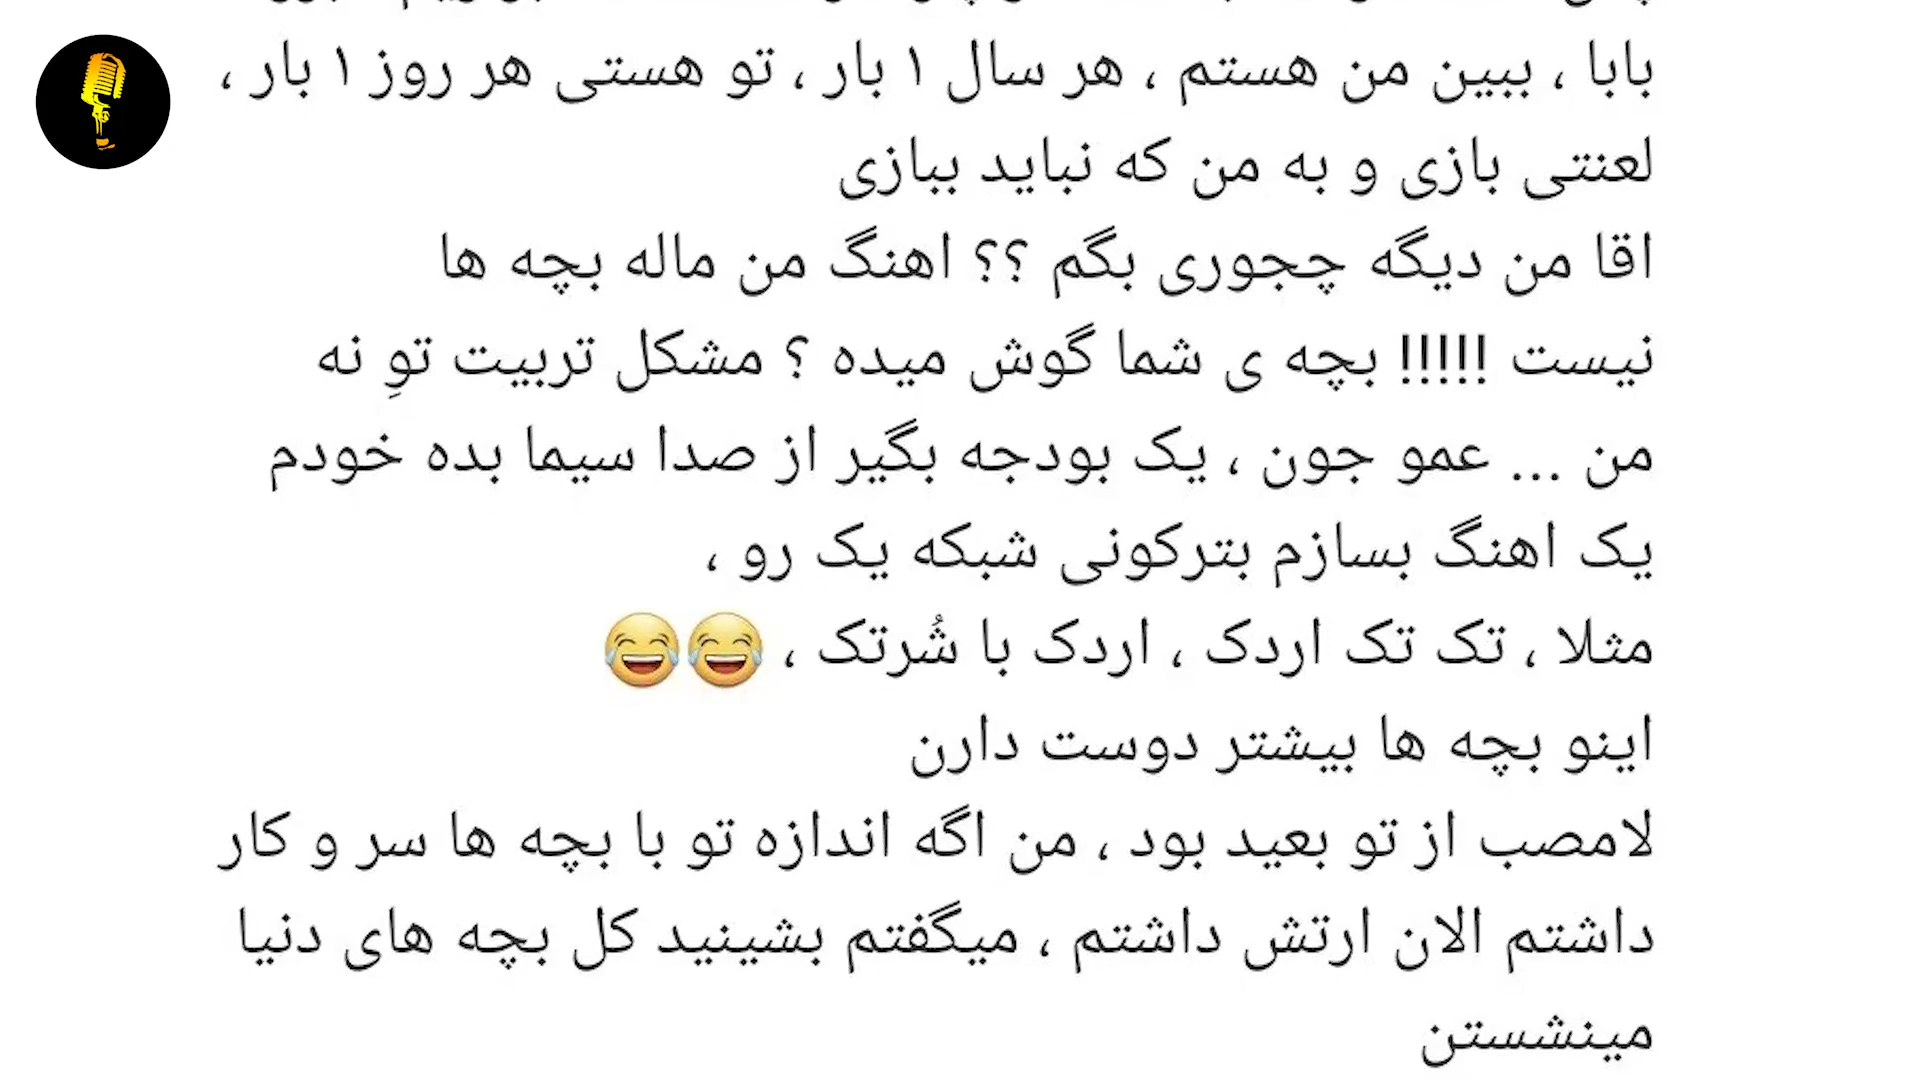 بابا ، ببین من هستم ، هر سال ۱ بار ، تو هستی هر روز ۱ بار ،
لعنتی بازی و به من که نباید ببازی
اقا من دیگه چجوری بگم ؟؟ اهنگ من ماله بچه ها
نیست !!!!! بچه ی شما گوش میده ؟ مشکل تربیت توِ نه
من ... عمو جون ، یک بودجه بگیر از صدا سیما بده خودم
یک اهنگ بسازم بترکونی شبکه یک رو ،
مثلا ، تک تک اردک ، اردک با شُرتک ، 😂😂
اینو بچه ها بیشتر دوست دارن
لامصب از تو بعید بود ، من اگه اندازه تو با بچه ها سر و کار
داشتم الان ارتش داشتم ، میگفتم بشینید کل بچه های دنیا
مینشستن